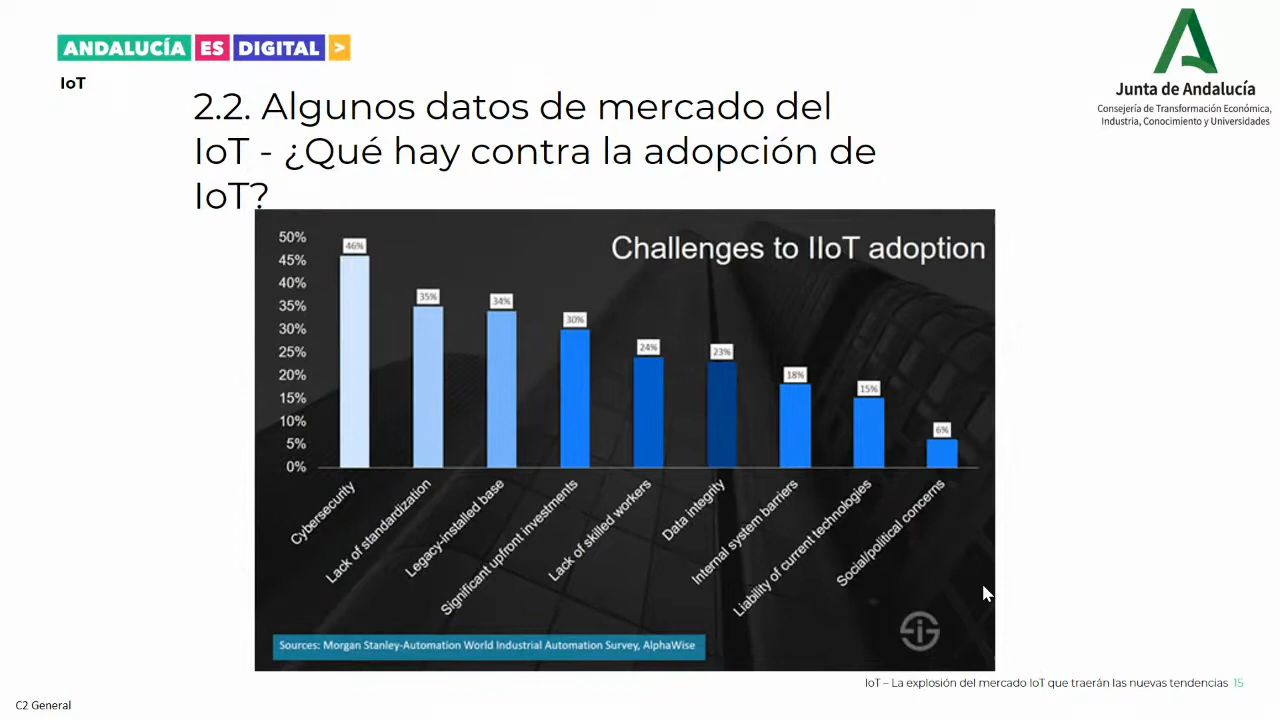 ANDALUCÍA ES DIGITAL >
IoT
Junta de Andalucía
Consejería de Transformación Económica,
Industria, Conocimiento y Universidades
2.2. Algunos datos de mercado del
IoT - ¿Qué hay contra la adopción de
IoT?
Challenges to IIoT adoption
50%
45%
40%
35%
30%
25%
20%
15%
10%
5%
0%
46%
35%
34%
30%
24%
23%
18%
15%
6%
Cybersecurity
Lack of standardization
Legacy-installed base
Significant upfront investments
Lack of skilled workers
Data integrity
Internal system barriers
Liability of current technologies
Social/political concerns
Sources: Morgan Stanley-Automation World Industrial Automation Survey, AlphaWise
IoT – La explosión del mercado IoT que traerán las nuevas tendencias 15
C2 General